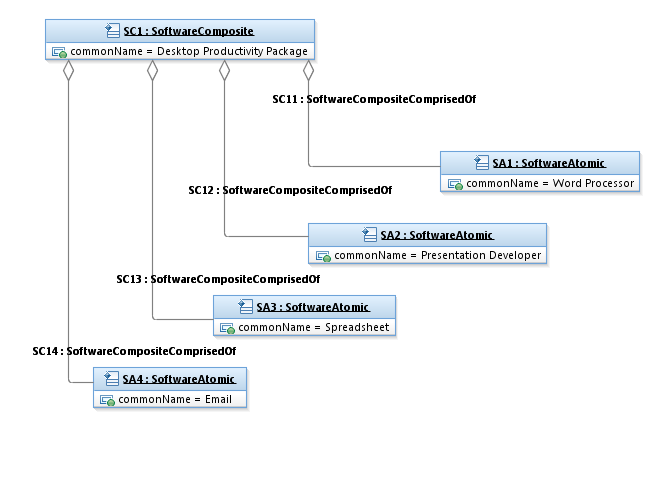 SC1 : SoftwareComposite
commonName = Desktop Productivity Package
SC11 : SoftwareCompositeComprisedOf
SA1 : SoftwareAtomic
commonName = Word Processor
SC12 : SoftwareCompositeComprisedOf
SA2 : SoftwareAtomic
commonName = Presentation Developer
SC13 : SoftwareCompositeComprisedOf
SA3 : SoftwareAtomic
commonName = Spreadsheet
SC14 : SoftwareCompositeComprisedOf
SA4 : SoftwareAtomic
commonName = Email